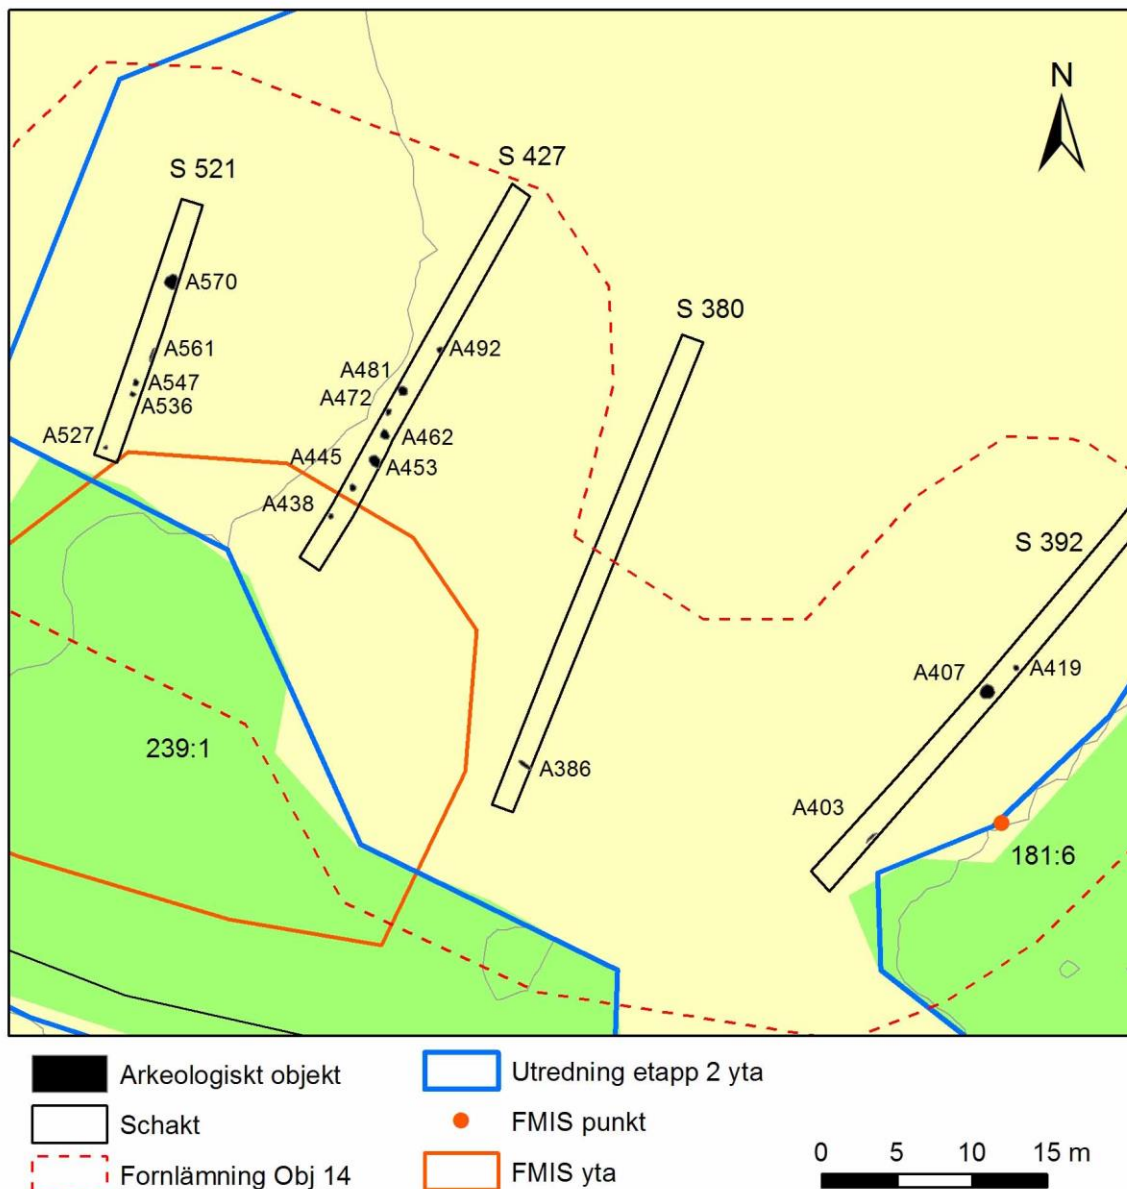 N
S 427
S 521
A570
S 380
A561
A492
A481
A547
A472
A536
A527
A462
A445
A453
A438
S 392
A407
A419
239:1
A386
A403
181:6
Arkeologiskt objekt
Schakt
Fornlämning Obj 14
Utredning etapp 2 yta
FMIS punkt
FMIS yta
0 5 10 15 m